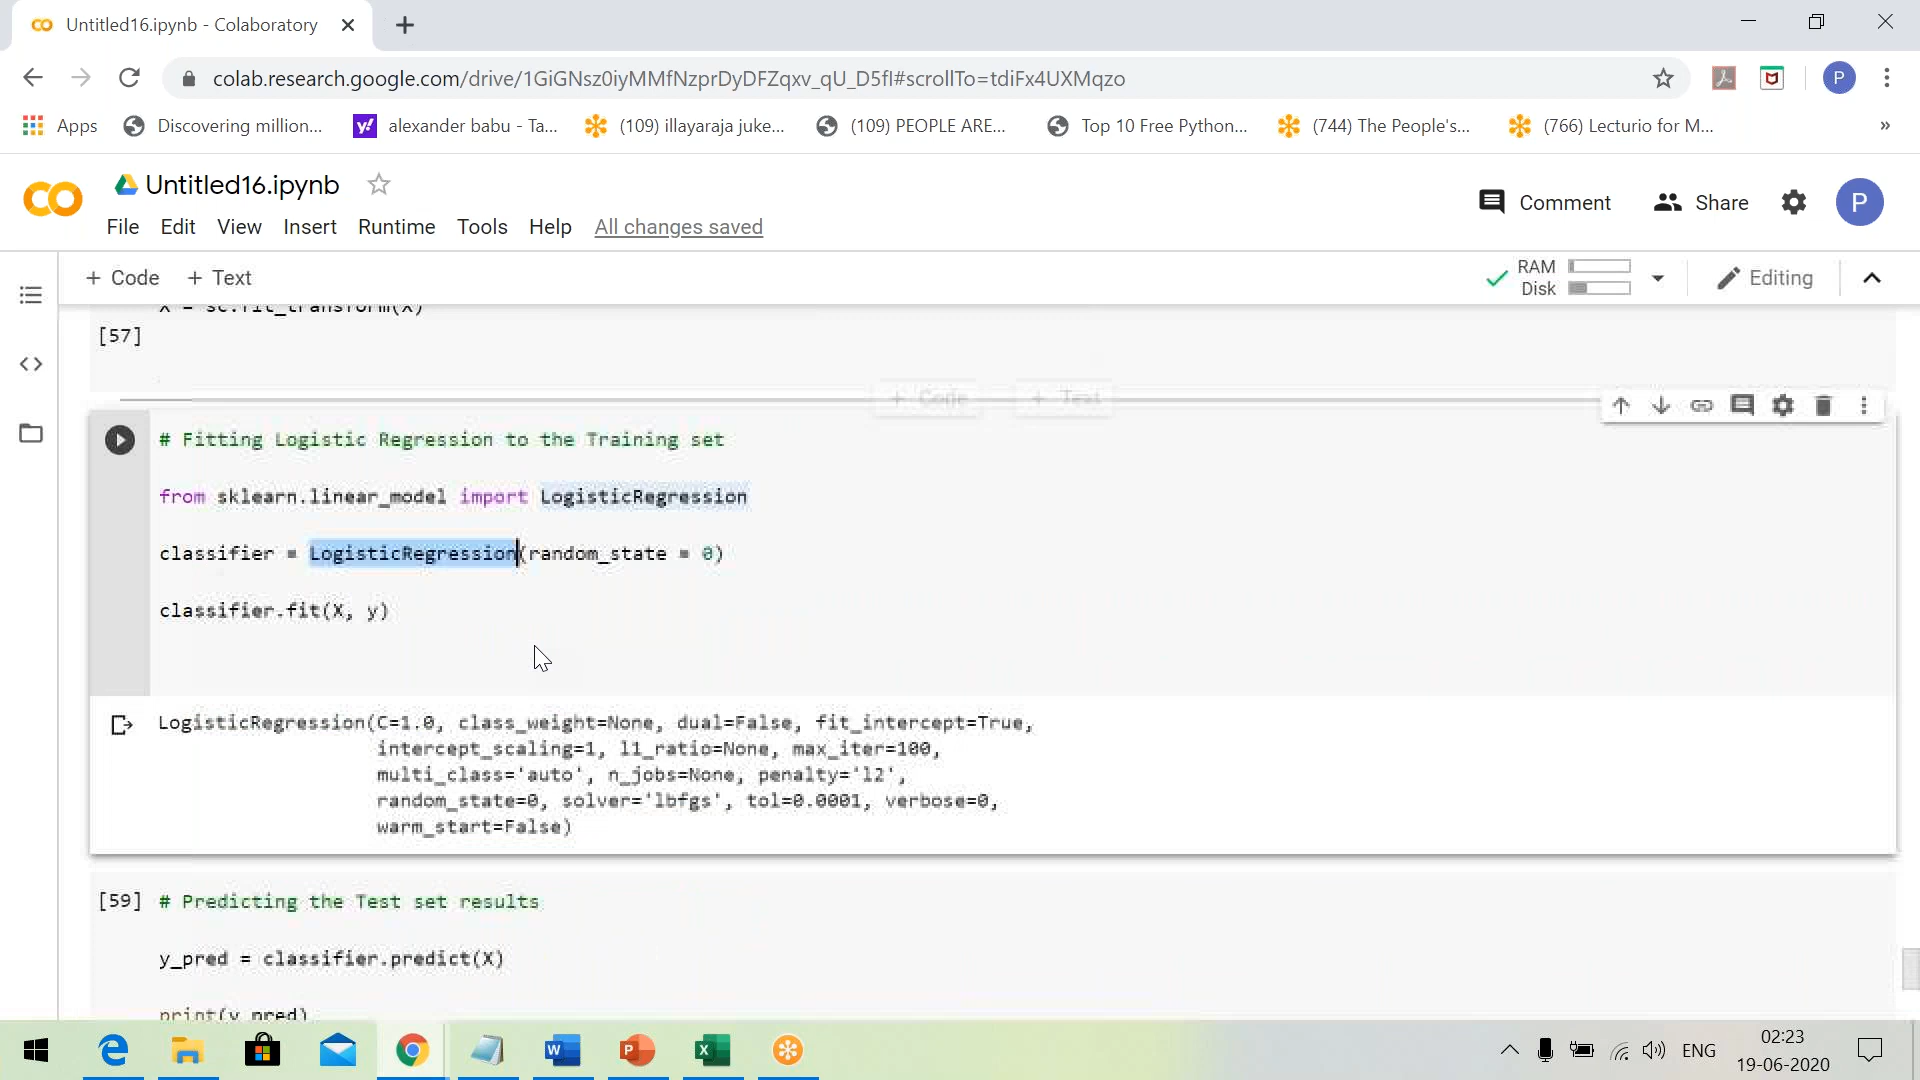 Untitled16.ipynb - Colaboratory
colab.research.google.com/drive/1GiGNsz0iyMMfNzprDyDFZqxv_qU_D5fI#scrollTo=tdiFx4UXMqzo
P
Apps
Discovering million...
alexander babu - Ta...
(109) illayaraja juke...
(109) PEOPLE ARE...
Top 10 Free Python...
(744) The People's...
(766) Lecturio for M...
»
Untitled16.ipynb
Comment
Share
P
File Edit View Insert Runtime Tools Help All changes saved
+ Code + Text
RAM
Disk
Editing
X = sc.fit_transform(X)
[57]
+ Code + Text
# Fitting Logistic Regression to the Training set
from sklearn.linear_model import LogisticRegression
classifier = LogisticRegression(random_state = 0)
classifier.fit(X, y)
LogisticRegression(C=1.0, class_weight=None, dual=False, fit_intercept=True,
intercept_scaling=1, l1_ratio=None, max_iter=100,
multi_class='auto', n_jobs=None, penalty='l2',
random_state=0, solver='lbfgs', tol=0.0001, verbose=0,
warm_start=False)
[59] # Predicting the Test set results
y_pred = classifier.predict(X)
print(y_pred)
ENG
02:23
19-06-2020